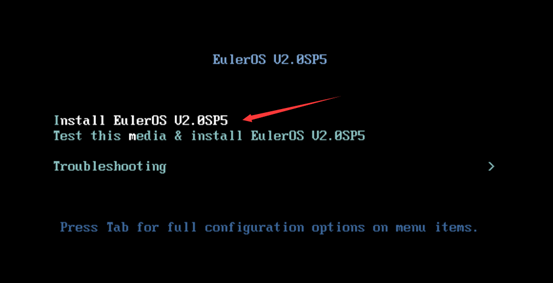 EulerOS V2.0SP5
Install EulerOS V2.0SP5
Test this media & install EulerOS V2.0SP5
Troubleshooting >
Press Tab for full configuration options on menu items.